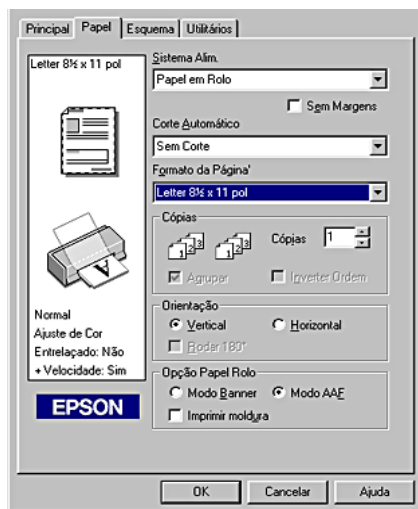 Principal Papel Esquema Utilitários
Letter 8½ x 11 pol
Sistema Alim.
Papel em Rolo
Sem Margens
Corte Automático
Sem Corte
Formato da Página'
Letter 8½ x 11 pol
Cópias
Cópias 1
Agrupar Inverter Ordem
Orientação
Vertical Horizontal
Rodar 180°
Opção Papel Rolo
Modo Banner Modo AAF
Imprimir moldura
Normal
Ajuste de Cor
Entrelaçado: Não
+ Velocidade: Sim
EPSON
OK Cancelar Ajuda